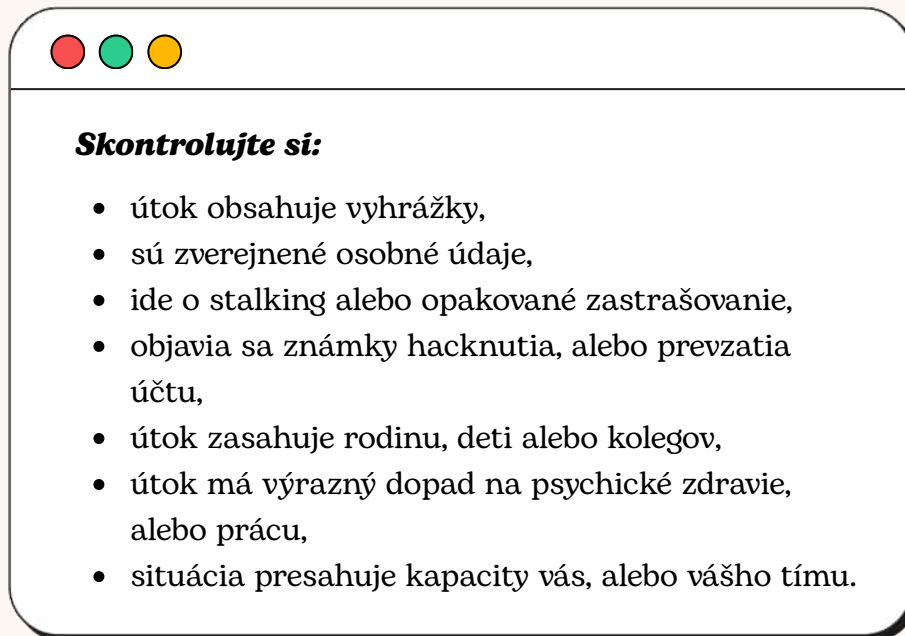 Skontrolujte si:
• útok obsahuje vyhrážky,
• sú zverejnené osobné údaje,
• ide o stalking alebo opakované zastrašovanie,
• objavia sa známky hacknutia, alebo prevzatia
účtu,
• útok zasahuje rodinu, deti alebo kolegov,
• útok má výrazný dopad na psychické zdravie,
alebo prácu,
• situácia presahuje kapacity vás, alebo vášho tímu.